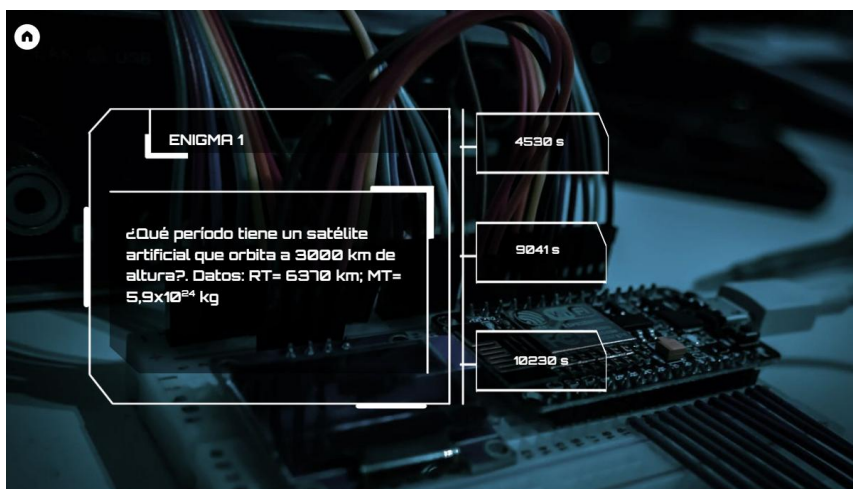 ENIGMA 1
¿Qué período tiene un satélite
artificial que orbita a 3000 km de
altura?. Datos: RT= 6370 km; MT=
5,9x10²⁴ kg
4530 s
9041 s
10230 s